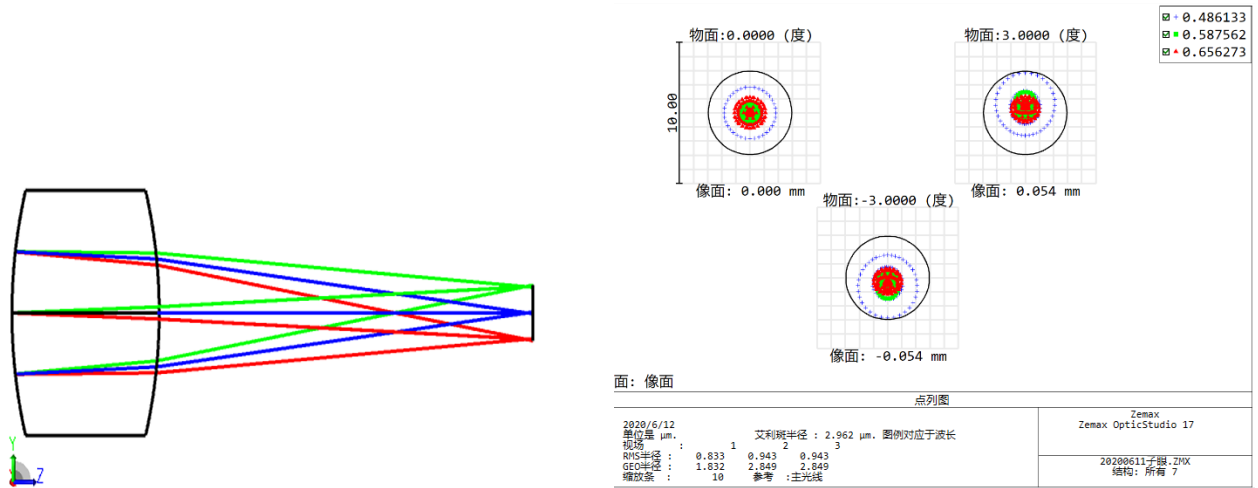 Y
Z
+ 0.486133
0.587562
0.656273
物面:0.0000 (度)
物面:3.0000 (度)
10.00
像面: 0.000 mm
像面: 0.054 mm
物面:-3.0000 (度)
像面: -0.054 mm
面: 像面
点列图
2020/6/12
单位是 μm. 艾利斑半径 : 2.962 μm. 图例对应于波长
视场 : 1 2 3
RMS半径 : 0.833 0.943 0.943
GEO半径 : 1.832 2.849 2.849
缩放条 : 10 参考 :主光线
Zemax
Zemax OpticStudio 17
20200611子眼.ZMX
结构: 所有 7